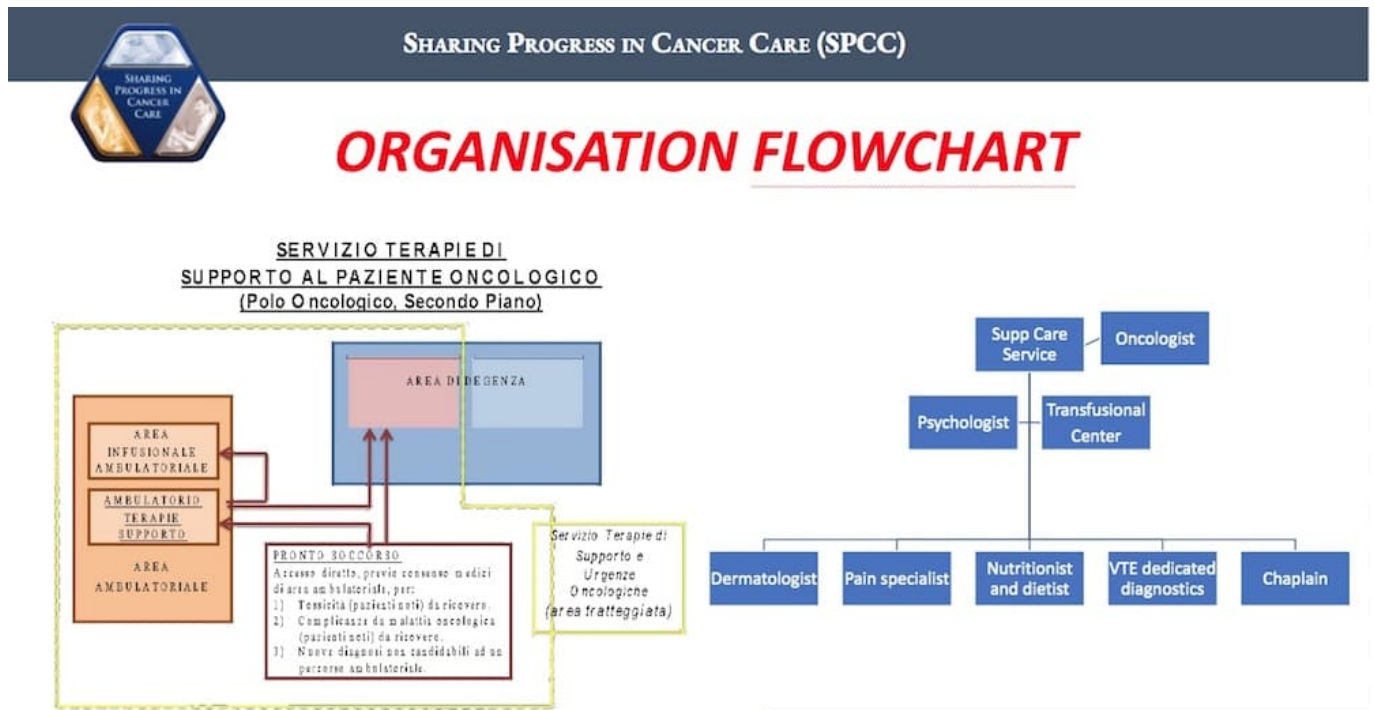 SHARING PROGRESS IN CANCER CARE (SPCC)
SHARING
PROGRESS IN
CANCER
CARE
ORGANISATION FLOWCHART
SERVIZIO TERAPIE DI
SUPPORTO AL PAZIENTE ONCOLOGICO
(Polo Oncologico, Secondo Piano)
AREA DI DEGENZA
AREA
INFUSIONALE
AMBULATORIALE
AMBULATORIO
TERAPIE
SUPPORTO
AREA
AMBULATORIALE
PRONTO SOCCORSO
Accesso diretto, previo consenso medici
di area ambulatoriale, per:
1) Tossicità (pazienti noti) da ricovero.
2) Complicanze da malattia oncologica
(pazienti noti) da ricovero.
3) Nuove diagnosi non candidabili ad un
percorso ambulatoriale.
Servizio Terapie di
Supporto e
Urgenze
Oncologiche
(area tratteggiata)
Supp Care
Service
Oncologist
Psychologist
Transfusional
Center
Dermatologist
Pain specialist
Nutritionist
and dietist
VTE dedicated
diagnostics
Chaplain